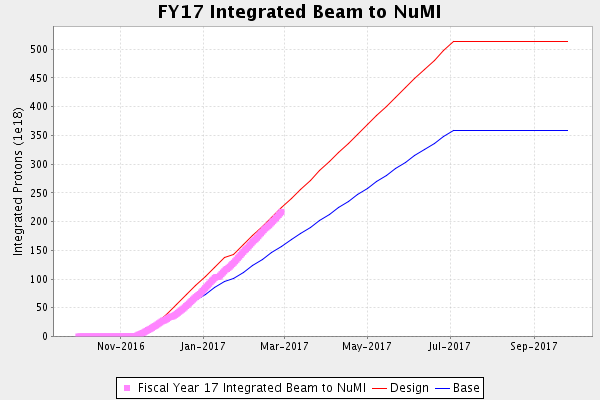 FY17 Integrated Beam to NuMI
Integrated Protons (1e18)
500
450
400
350
300
250
200
150
100
50
0
Nov-2016 Jan-2017 Mar-2017 May-2017 Jul-2017 Sep-2017
Fiscal Year 17 Integrated Beam to NuMI Design Base